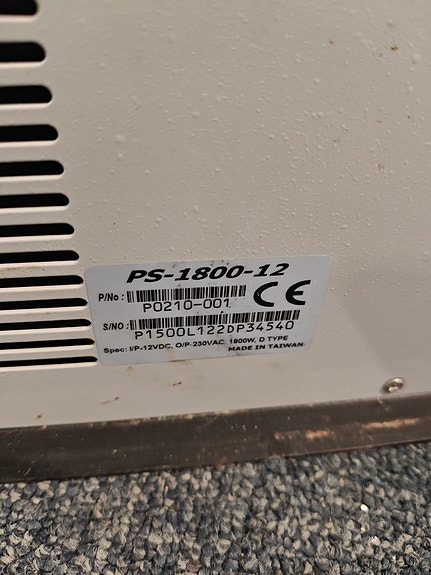 PS-1800-12
P/No : P0210-001 CE
S/NO : P1500L122DP34540
Spec: I/P-12VDC, O/P-230VAC, 1800W, D TYPE
MADE IN TAIWAN